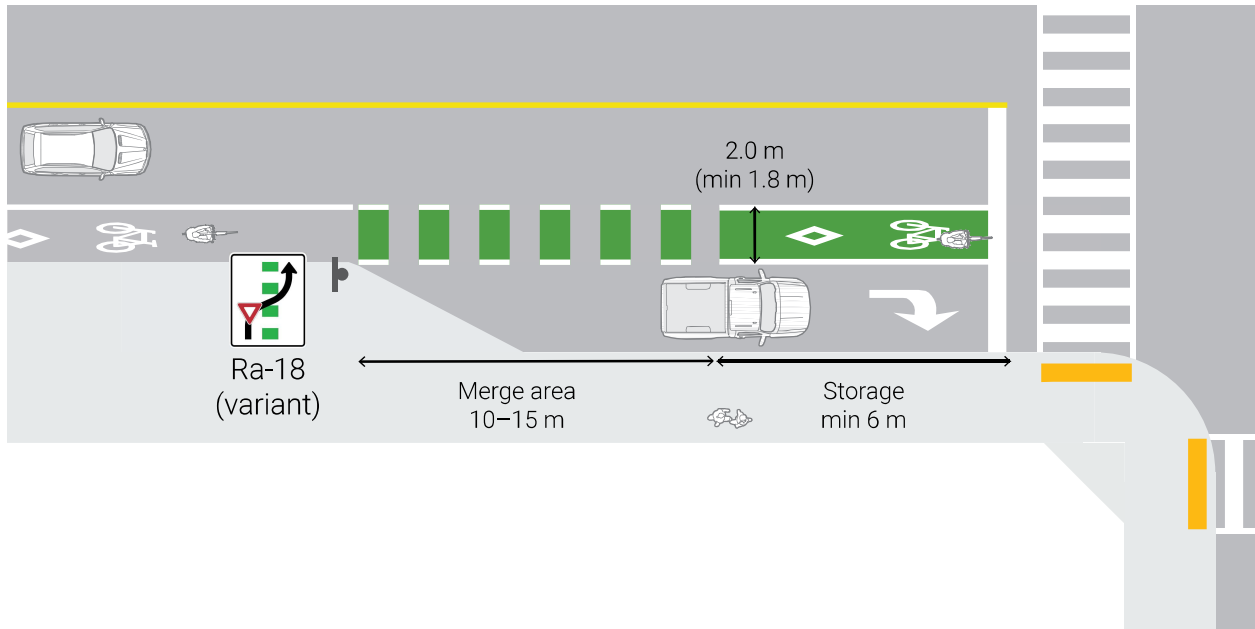 2.0 m
(min 1.8 m)
Ra-18
(variant)
Merge area
10–15 m
Storage
min 6 m